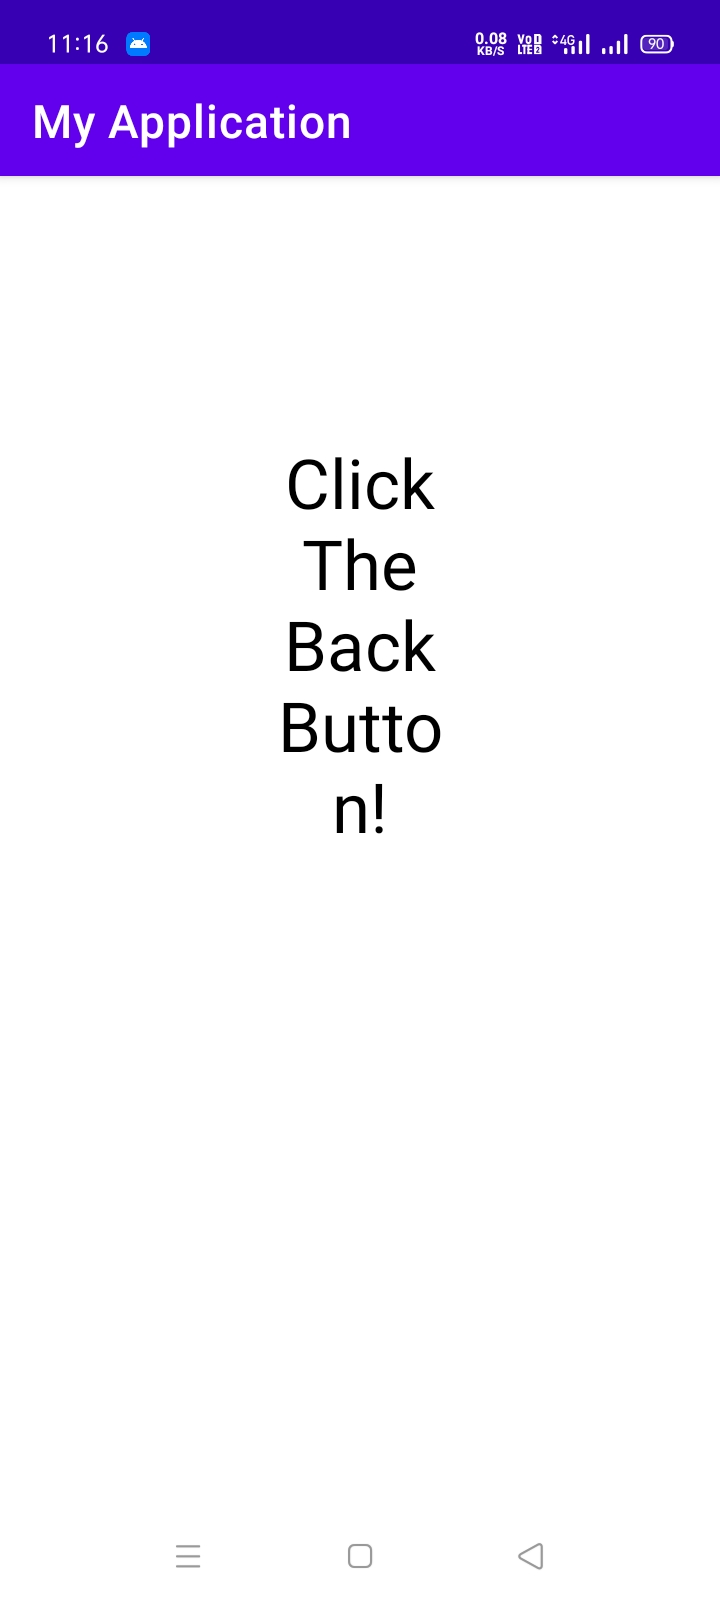 11:16
0.08 KB/S
4G
90
My Application
Click
The
Back
Butto
n!